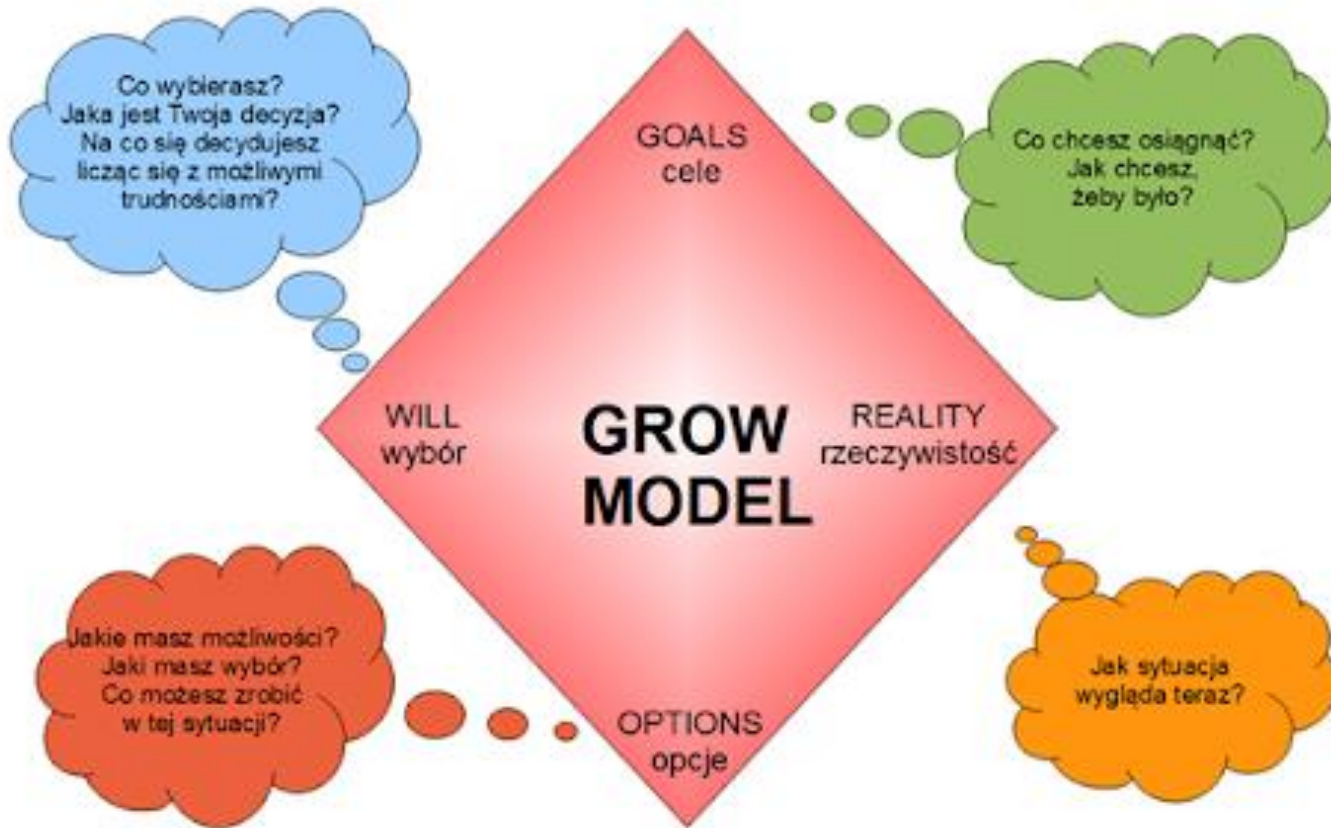 Co wybierasz?
Jaka jest Twoja decyzja?
Na co się decydujesz
licząc się z możliwymi
trudnościami?
GOALS
cele
Co chcesz osiągnąć?
Jak chcesz,
żeby było?
WILL
wybór
GROW
MODEL
REALITY
rzeczywistość
Jakie masz możliwości?
Jaki masz wybór?
Co możesz zrobić
w tej sytuacji?
OPTIONS
opcje
Jak sytuacja
wygląda teraz?